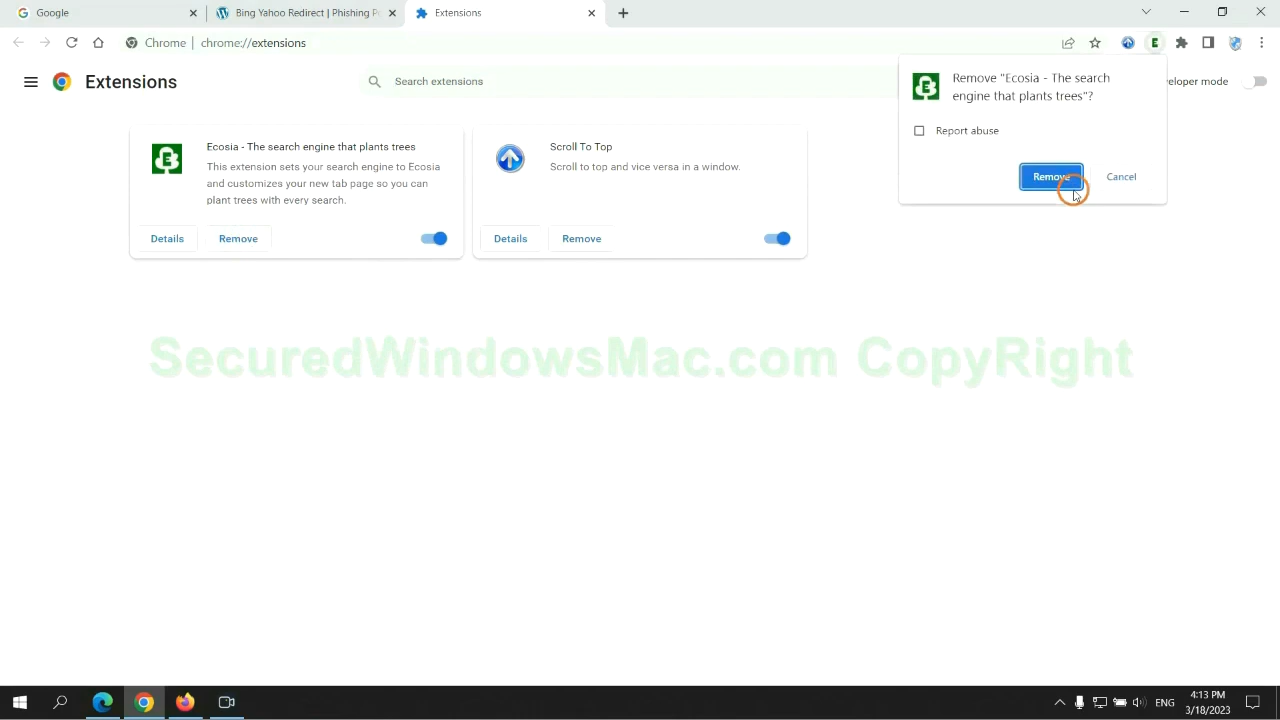 Google
Bing Yahoo Redirect | Phishing P
Extensions
Chrome
chrome://extensions
Extensions
Search extensions
veloper mode
Remove "Ecosia - The search
engine that plants trees"?
Report abuse
Remove
Cancel
Ecosia - The search engine that plants trees
This extension sets your search engine to Ecosia
and customizes your new tab page so you can
plant trees with every search.
Details
Remove
Scroll To Top
Scroll to top and vice versa in a window.
Details
Remove
SecuredWindowsMac.com CopyRight
ENG
4:13 PM
3/18/2023